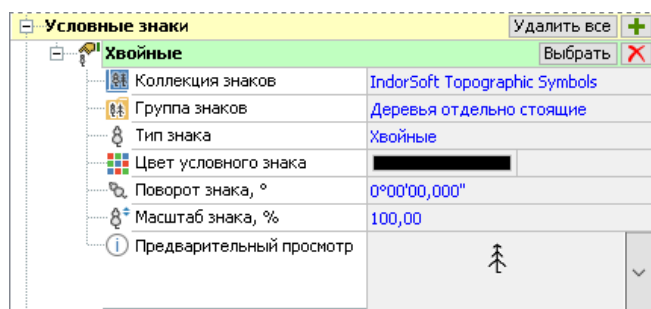 Условные знаки Удалить все
Хвойные Выбрать
Коллекция знаков IndorSoft Topographic Symbols
Группа знаков Деревья отдельно стоящие
Тип знака Хвойные
Цвет условного знака
Поворот знака, ° 0°00'00,000"
Масштаб знака, % 100,00
Предварительный просмотр